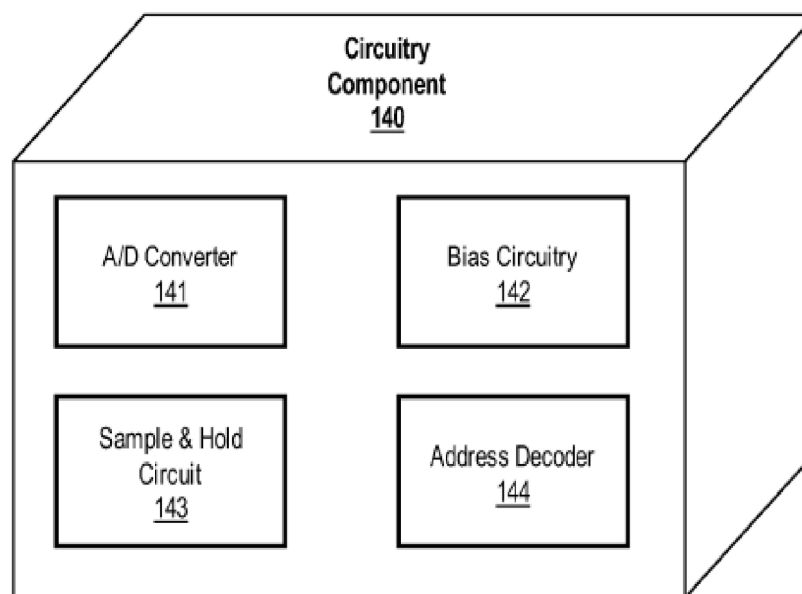 Circuitry
Component
140
A/D Converter
141
Bias Circuitry
142
Sample & Hold
Circuit
143
Address Decoder
144